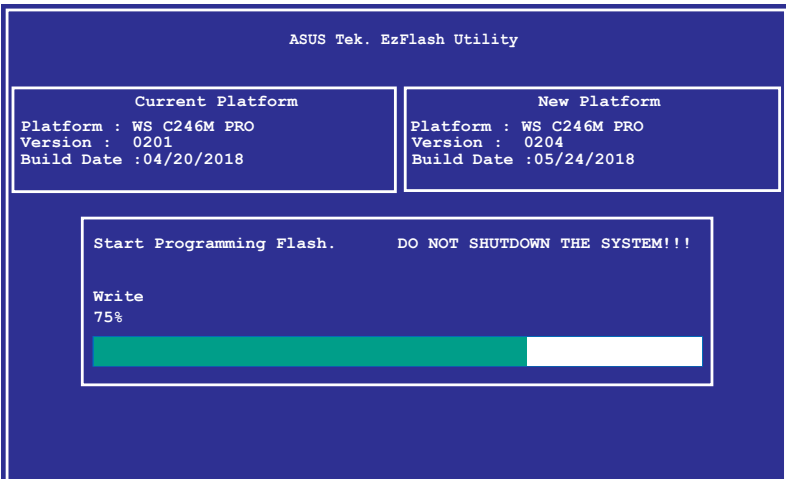 ASUS Tek. EzFlash Utility
Current Platform
Platform : WS C246M PRO
Version : 0201
Build Date :04/20/2018
New Platform
Platform : WS C246M PRO
Version : 0204
Build Date :05/24/2018
Start Programming Flash. DO NOT SHUTDOWN THE SYSTEM!!!
Write
75%